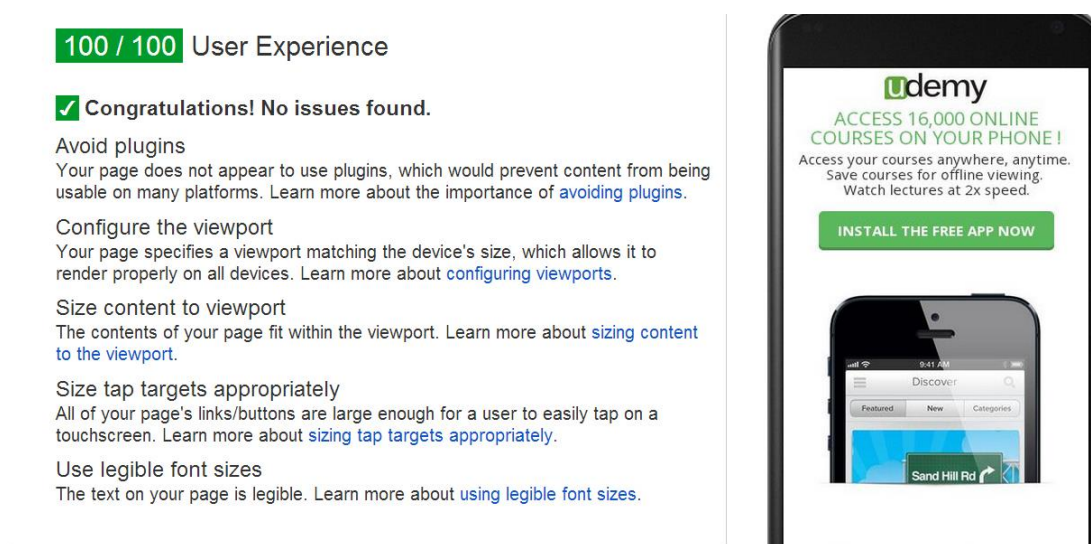 100 / 100 User Experience
✓ Congratulations! No issues found.
Avoid plugins
Your page does not appear to use plugins, which would prevent content from being
usable on many platforms. Learn more about the importance of avoiding plugins.
Configure the viewport
Your page specifies a viewport matching the device's size, which allows it to
render properly on all devices. Learn more about configuring viewports.
Size content to viewport
The contents of your page fit within the viewport. Learn more about sizing content
to the viewport.
Size tap targets appropriately
All of your page's links/buttons are large enough for a user to easily tap on a
touchscreen. Learn more about sizing tap targets appropriately.
Use legible font sizes
The text on your page is legible. Learn more about using legible font sizes.
udemy
ACCESS 16,000 ONLINE
COURSES ON YOUR PHONE !
Access your courses anywhere, anytime.
Save courses for offline viewing.
Watch lectures at 2x speed.
INSTALL THE FREE APP NOW
9:41 AM
Discover
Featured New Categories
Sand Hill Rd